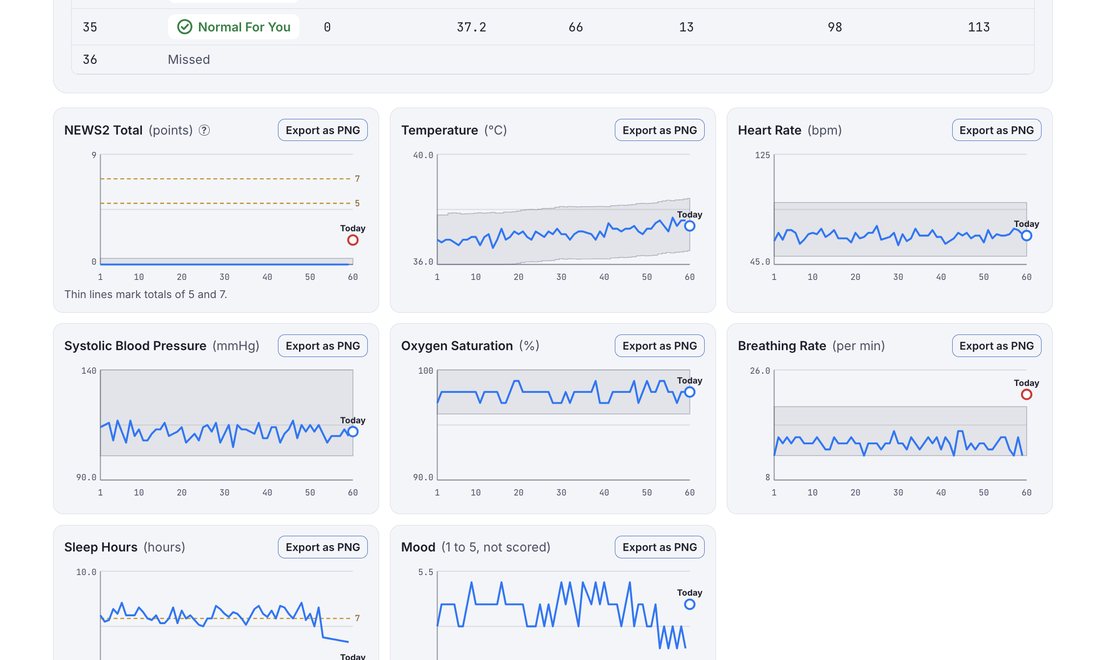 35 Normal For You 0 37.2 66 13 98 113
36 Missed
NEWS2 Total (points) ? Export as PNG
9
7
5
Today
0
1 10 20 30 40 50 60
Thin lines mark totals of 5 and 7.
Temperature (°C) Export as PNG
40.0
Today
36.0
1 10 20 30 40 50 60
Heart Rate (bpm) Export as PNG
125
Today
45.0
1 10 20 30 40 50 60
Systolic Blood Pressure (mmHg) Export as PNG
140
Today
90.0
1 10 20 30 40 50 60
Oxygen Saturation (%) Export as PNG
100
Today
90.0
1 10 20 30 40 50 60
Breathing Rate (per min) Export as PNG
26.0
Today
8
1 10 20 30 40 50 60
Sleep Hours (hours) Export as PNG
10.0
7
Today
Mood (1 to 5, not scored) Export as PNG
5.5
Today